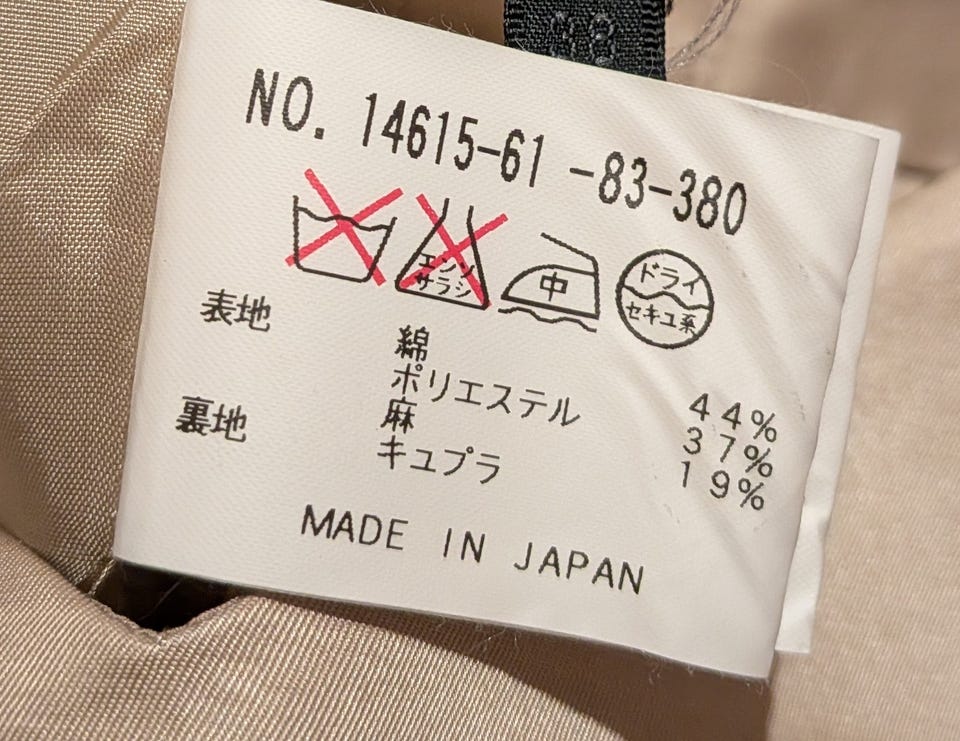 38
NO. 14615-61 -83-380
エンソ
サラシ
中
ドライ
セキユ系
表地
綿 44%
ポリエステル 37%
麻 19%
裏地 キュプラ
MADE IN JAPAN